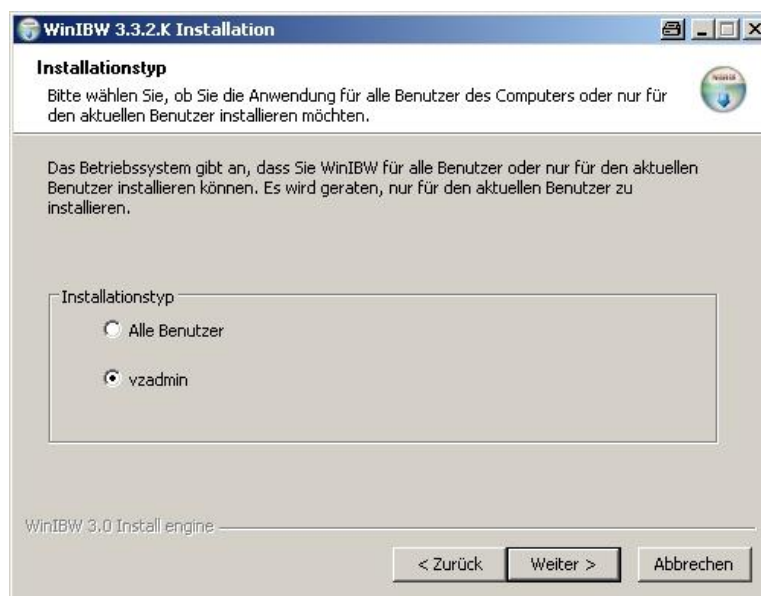 WinIBW 3.3.2.K Installation
Installationstyp
Bitte wählen Sie, ob Sie die Anwendung für alle Benutzer des Computers oder nur für
den aktuellen Benutzer installieren möchten.
Das Betriebssystem gibt an, dass Sie WinIBW für alle Benutzer oder nur für den aktuellen
Benutzer installieren können. Es wird geraten, nur für den aktuellen Benutzer zu
installieren.
Installationstyp
Alle Benutzer
vzadmin
WinIBW 3.0 Install engine
< Zurück
Weiter >
Abbrechen